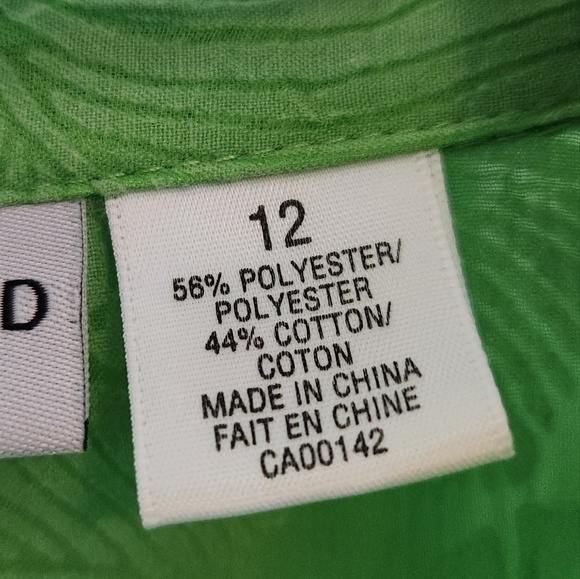 D
12
56% POLYESTER/
POLYESTER
44% COTTON/
COTON
MADE IN CHINA
FAIT EN CHINE
CA00142